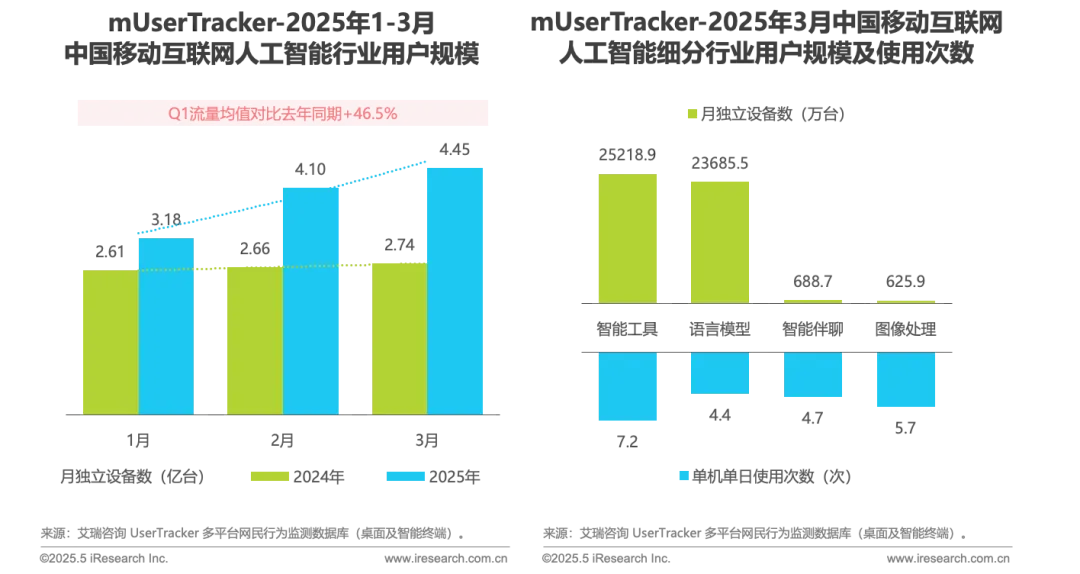 mUserTracker-2025年1-3月
中国移动互联网人工智能行业用户规模
Q1流量均值对比去年同期+46.5%
4.45
4.10
3.18
2.61
2.66
2.74
1月
2月
3月
月独立设备数（亿台）
2024年
2025年
来源：艾瑞咨询 UserTracker 多平台网民行为监测数据库（桌面及智能终端）。
©2025.5 iResearch Inc.
www.iresearch.com.cn
mUserTracker-2025年3月中国移动互联网
人工智能细分行业用户规模及使用次数
月独立设备数（万台）
25218.9
23685.5
688.7
625.9
智能工具
语言模型
智能伴聊
图像处理
7.2
4.4
4.7
5.7
单机单日使用次数（次）
来源：艾瑞咨询 UserTracker 多平台网民行为监测数据库（桌面及智能终端）。
©2025.5 iResearch Inc.
www.iresearch.com.cn